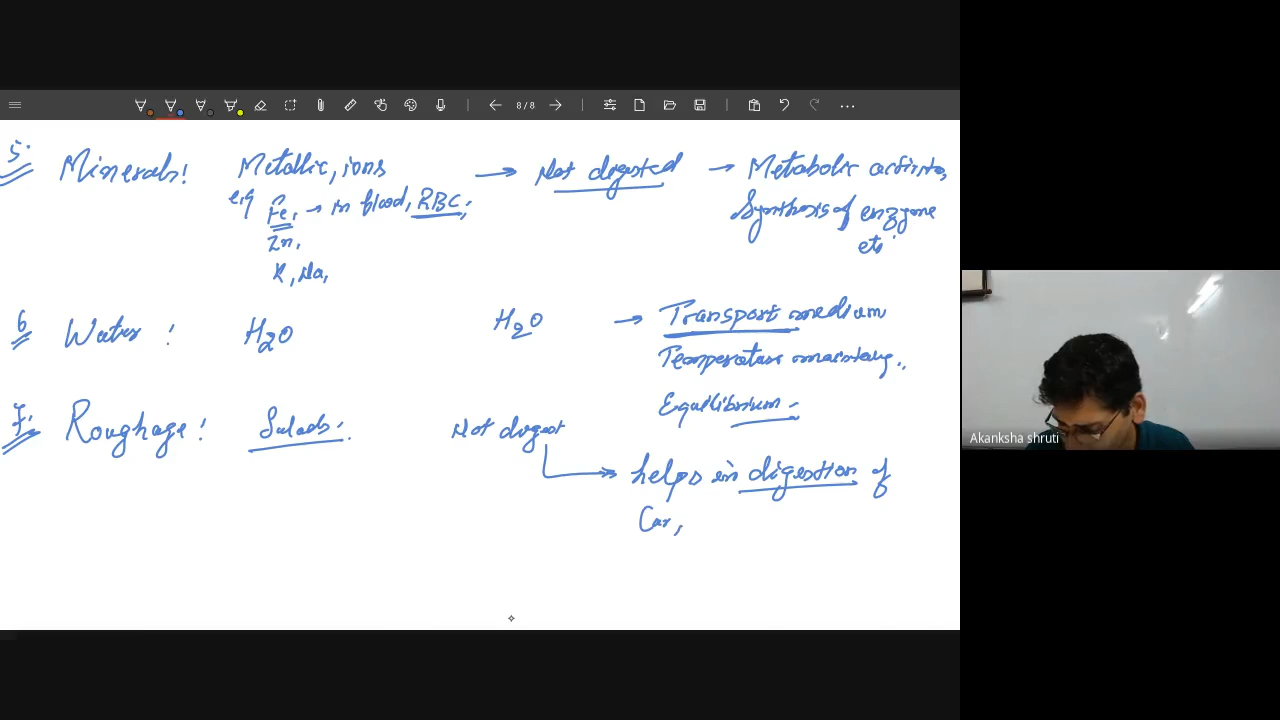 8/8
5. Minerals! Metallic, ions → Not digested → Metabolic activity,
e.g Fe, → in blood, RBC, Synthesis of enzyme
Zn, etc
K, Na,
6 Water! H2O H2O → Transport medium
Temperature
Equilibrium
7. Roughage! Salads. Not digest
helps in digestion of
Car,
Akanksha shruti